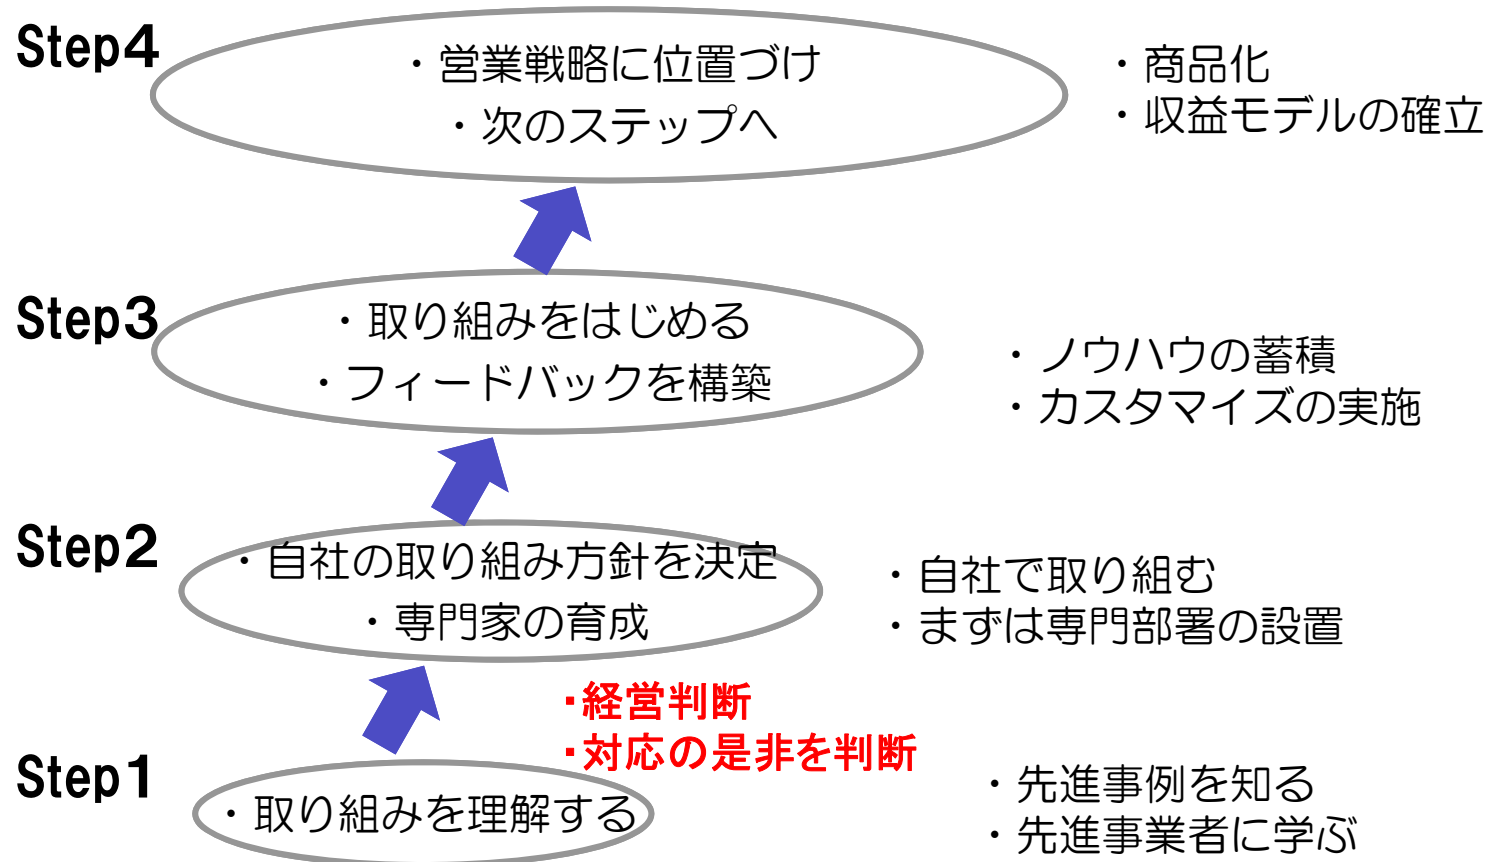 Step4
・営業戦略に位置づけ
・次のステップへ
・商品化
・収益モデルの確立
Step3
・取り組みをはじめる
・フィードバックを構築
・ノウハウの蓄積
・カスタマイズの実施
Step2
・自社の取り組み方針を決定
・専門家の育成
・自社で取り組む
・まずは専門部署の設置
・経営判断
・対応の是非を判断
Step1
・取り組みを理解する
・先進事例を知る
・先進事業者に学ぶ